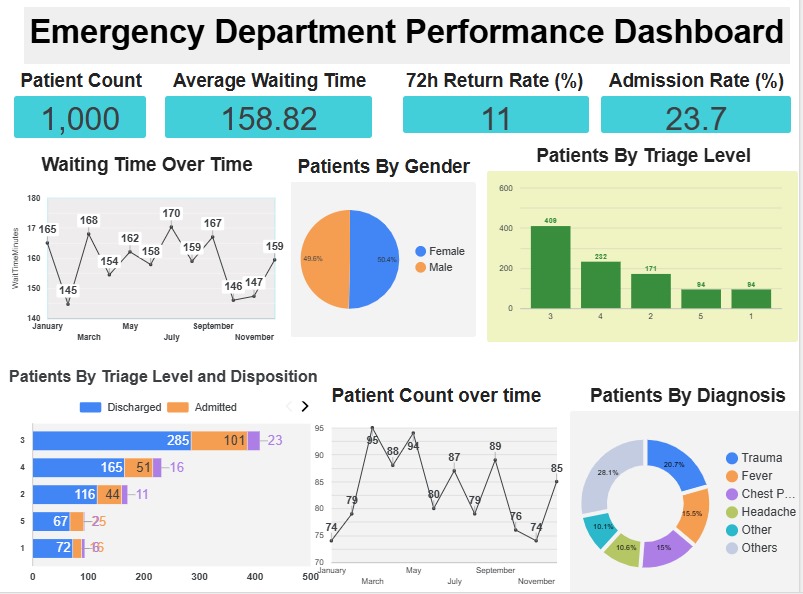 Emergency Department Performance Dashboard
Patient Count
Average Waiting Time
72h Return Rate (%)
Admission Rate (%)
1,000
158.82
11
23.7
Waiting Time Over Time
WaitTimeMinutes
180
17
160
150
140
165
145
168
154
162
158
170
159
167
146
147
159
January
March
May
July
September
November
Patients By Gender
49.6%
50.4%
Female
Male
Patients By Triage Level
600
400
200
0
409
232
171
94
94
3
4
2
5
1
Patients By Triage Level and Disposition
Discharged
Admitted
3
285
101
23
4
165
51
16
2
116
44
11
5
67
25
1
72
16
0
100
200
300
400
500
Patient Count over time
95
90
85
80
75
70
74
79
95
88
94
80
87
79
89
76
74
85
January
March
May
July
September
November
Patients By Diagnosis
28.1%
20.7%
15.5%
15%
10.6%
10.1%
Trauma
Fever
Chest P...
Headache
Other
Others